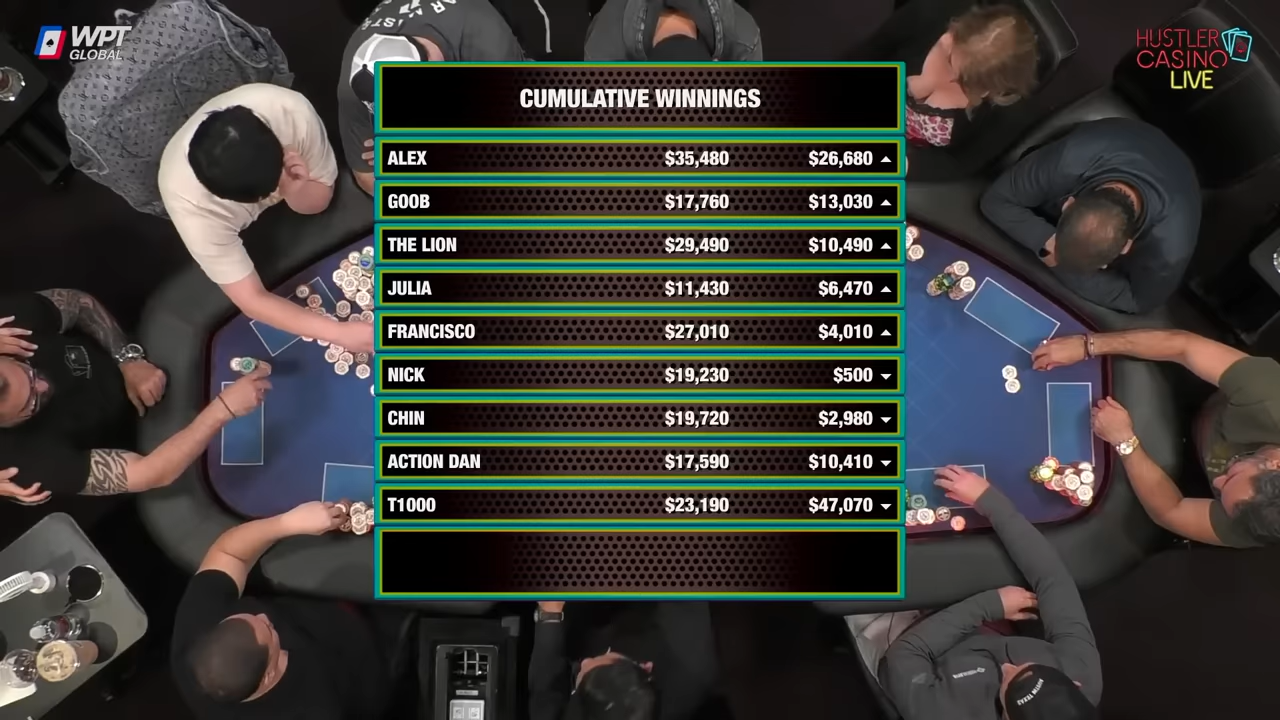 WPT
GLOBAL
HUSTLER
CASINO
LIVE
CUMULATIVE WINNINGS
ALEX $35,480 $26,680 ▲
GOOB $17,760 $13,030 ▲
THE LION $29,490 $10,490 ▲
JULIA $11,430 $6,470 ▲
FRANCISCO $27,010 $4,010 ▲
NICK $19,230 $500 ▼
CHIN $19,720 $2,980 ▼
ACTION DAN $17,590 $10,410 ▼
T1000 $23,190 $47,070 ▼
AUSTIN TEXAS